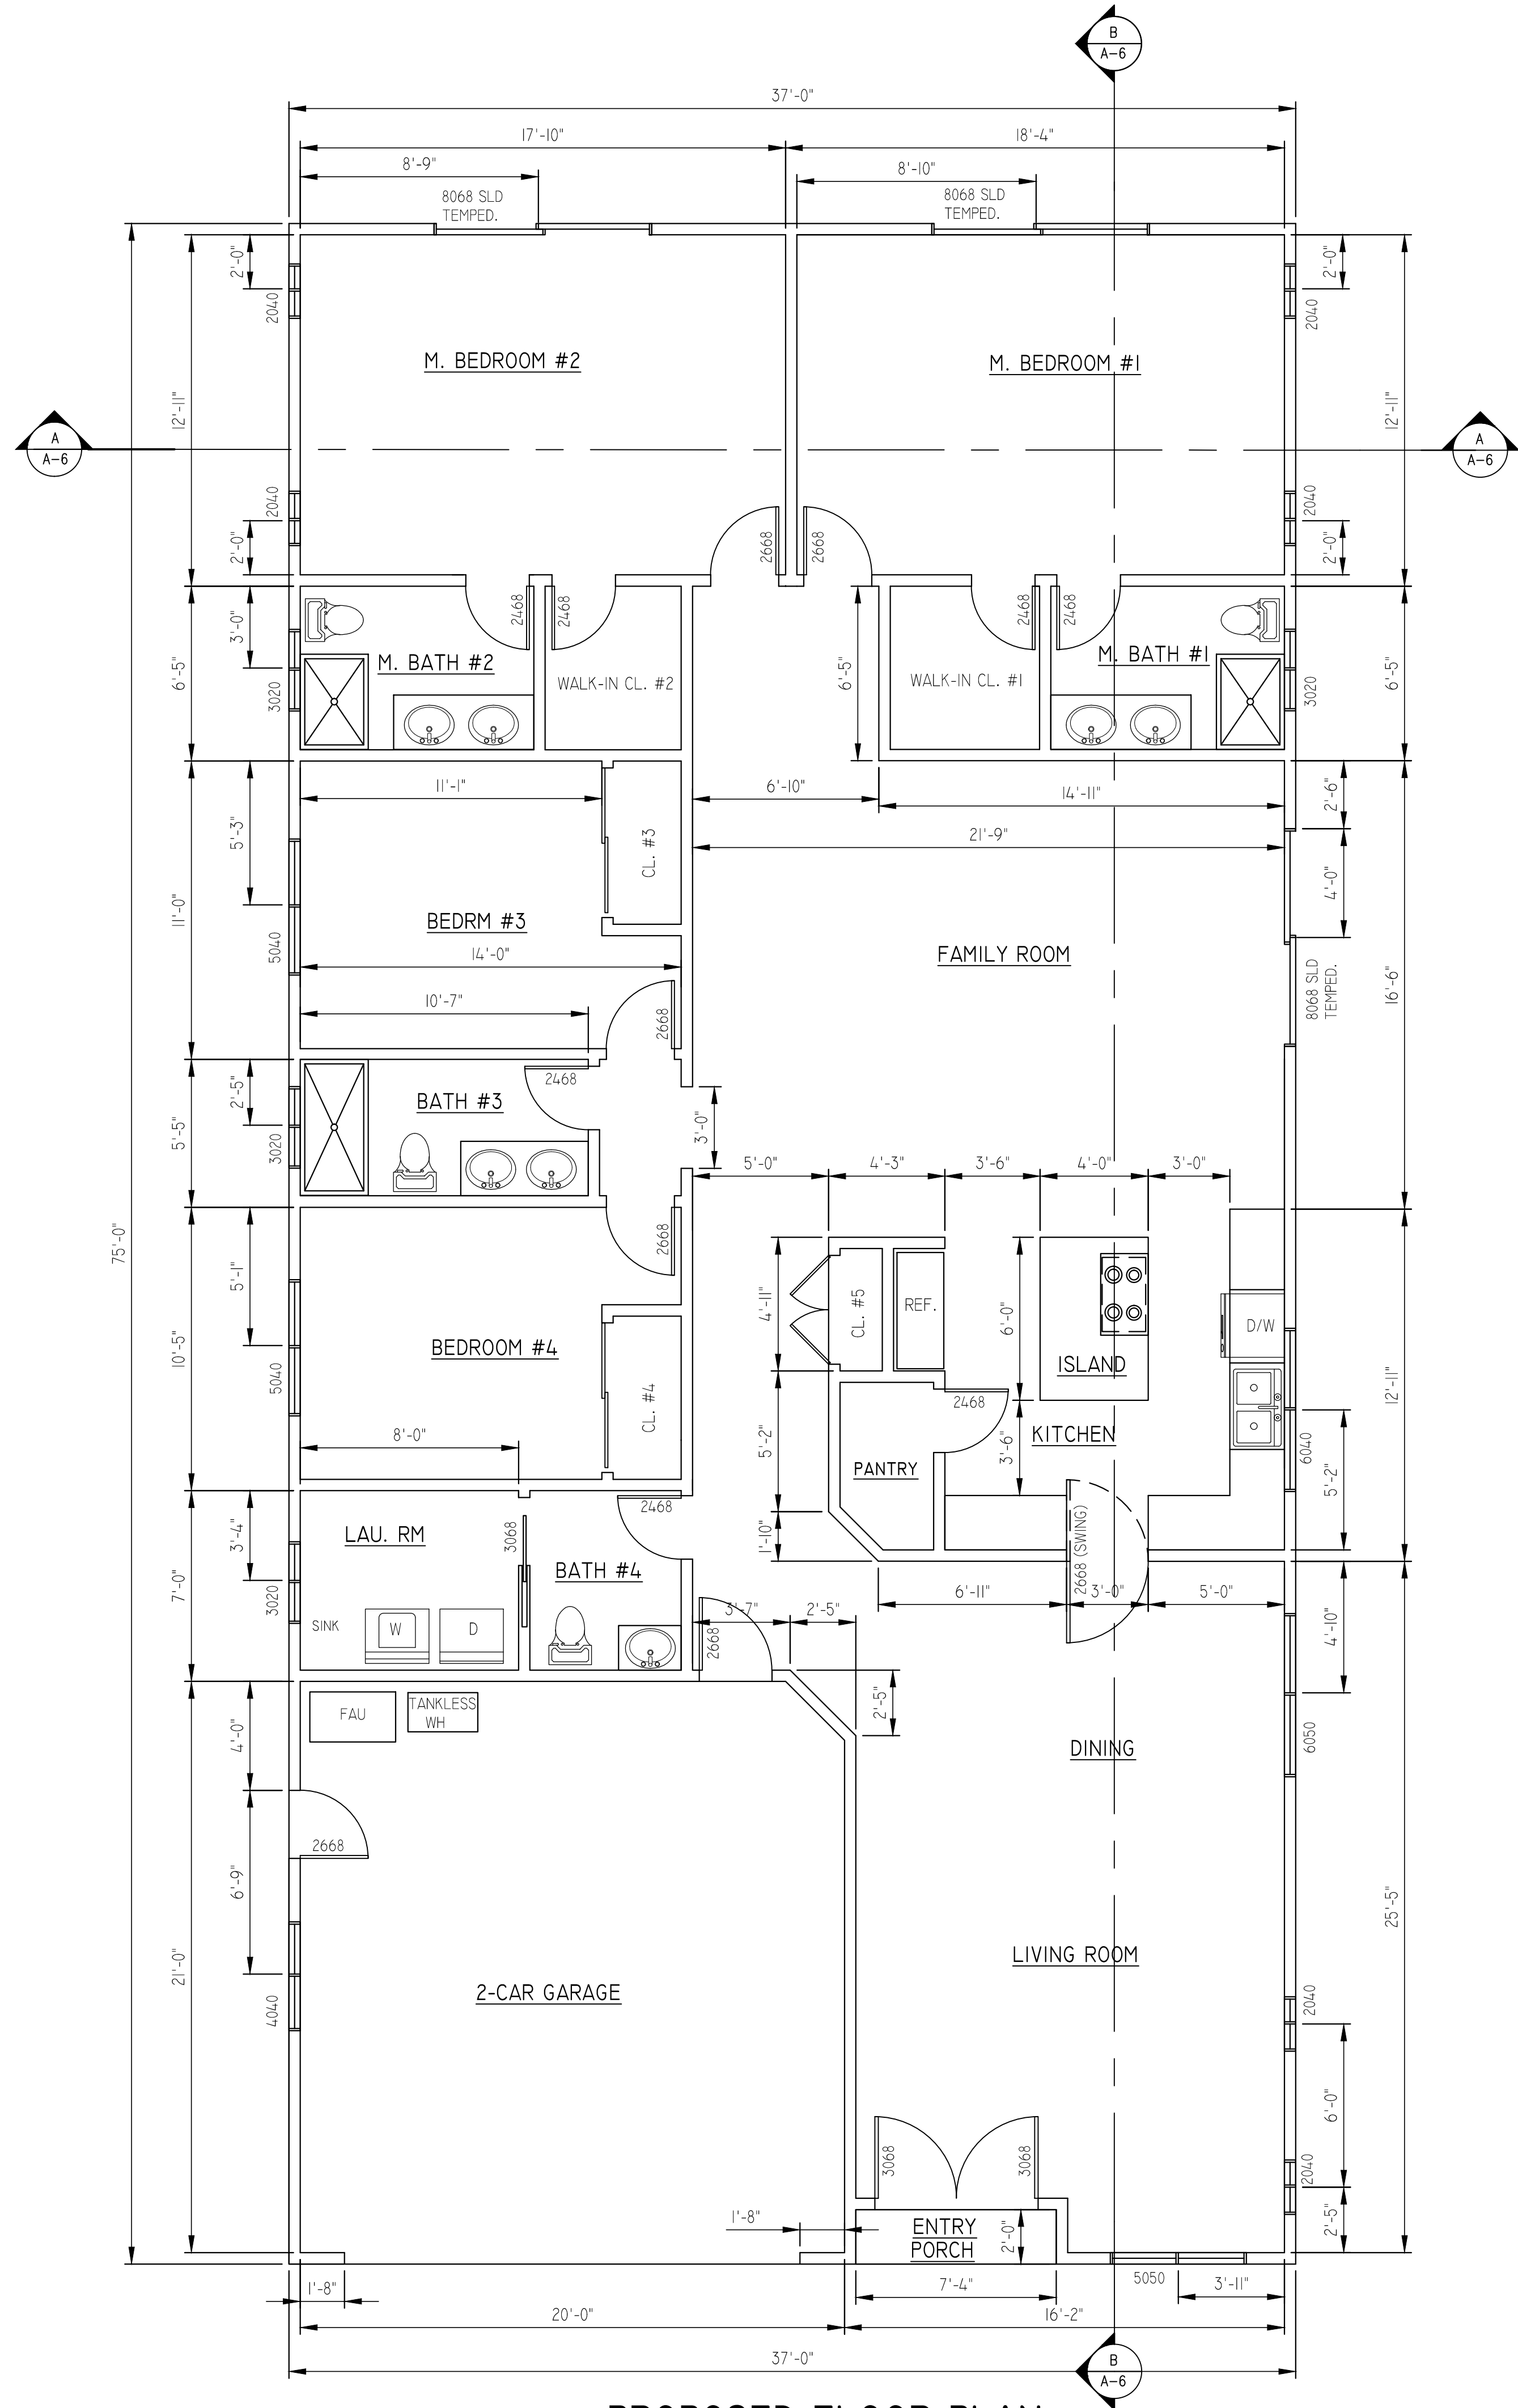 B
A-6
37'-0"
17'-10"
18'-4"
8'-9"
8'-10"
8068 SLD
TEMPED.
8068 SLD
TEMPED.
2'-0"
2040
2'-0"
2040
M. BEDROOM #2
M. BEDROOM #1
12'-11"
12'-11"
A
A-6
A
A-6
2040
2'-0"
2668
2668
2040
2'-0"
3'-0"
6'-5"
3020
2468
2468
M. BATH #2
WALK-IN CL. #2
6'-5"
WALK-IN CL. #1
2468
2468
M. BATH #1
3020
6'-5"
11'-1"
6'-10"
14'-11"
2'-6"
21'-9"
5'-3"
CL. #3
4'-0"
11'-0"
BEDRM #3
5040
14'-0"
FAMILY ROOM
8068 SLD
TEMPED.
16'-6"
10'-7"
2668
2468
2'-5"
BATH #3
5'-5"
3020
3'-0"
5'-0"
4'-3"
3'-6"
4'-0"
3'-0"
75'-0"
2668
5'-1"
10'-5"
5040
BEDROOM #4
CL. #4
8'-0"
4'-11"
CL. #5
REF.
6'-0"
ISLAND
D/W
12'-11"
2468
KITCHEN
3'-6"
5'-2"
PANTRY
6040
5'-2"
1'-10"
2668 (SWING)
3'-4"
7'-0"
3020
LAU. RM
3068
2468
BATH #4
SINK
W
D
2668
3'-7"
2'-5"
6'-11"
3'-0"
5'-0"
4'-10"
2'-5"
FAU
TANKLESS
WH
4'-0"
DINING
6050
2668
6'-9"
21'-0"
4040
2-CAR GARAGE
LIVING ROOM
25'-5"
2040
6'-0"
2040
2'-5"
3068
3068
1'-8"
ENTRY
PORCH
2'-0"
1'-8"
7'-4"
5050
3'-11"
20'-0"
16'-2"
37'-0"
B
A-6
PROPOSED FLOOR PLAN